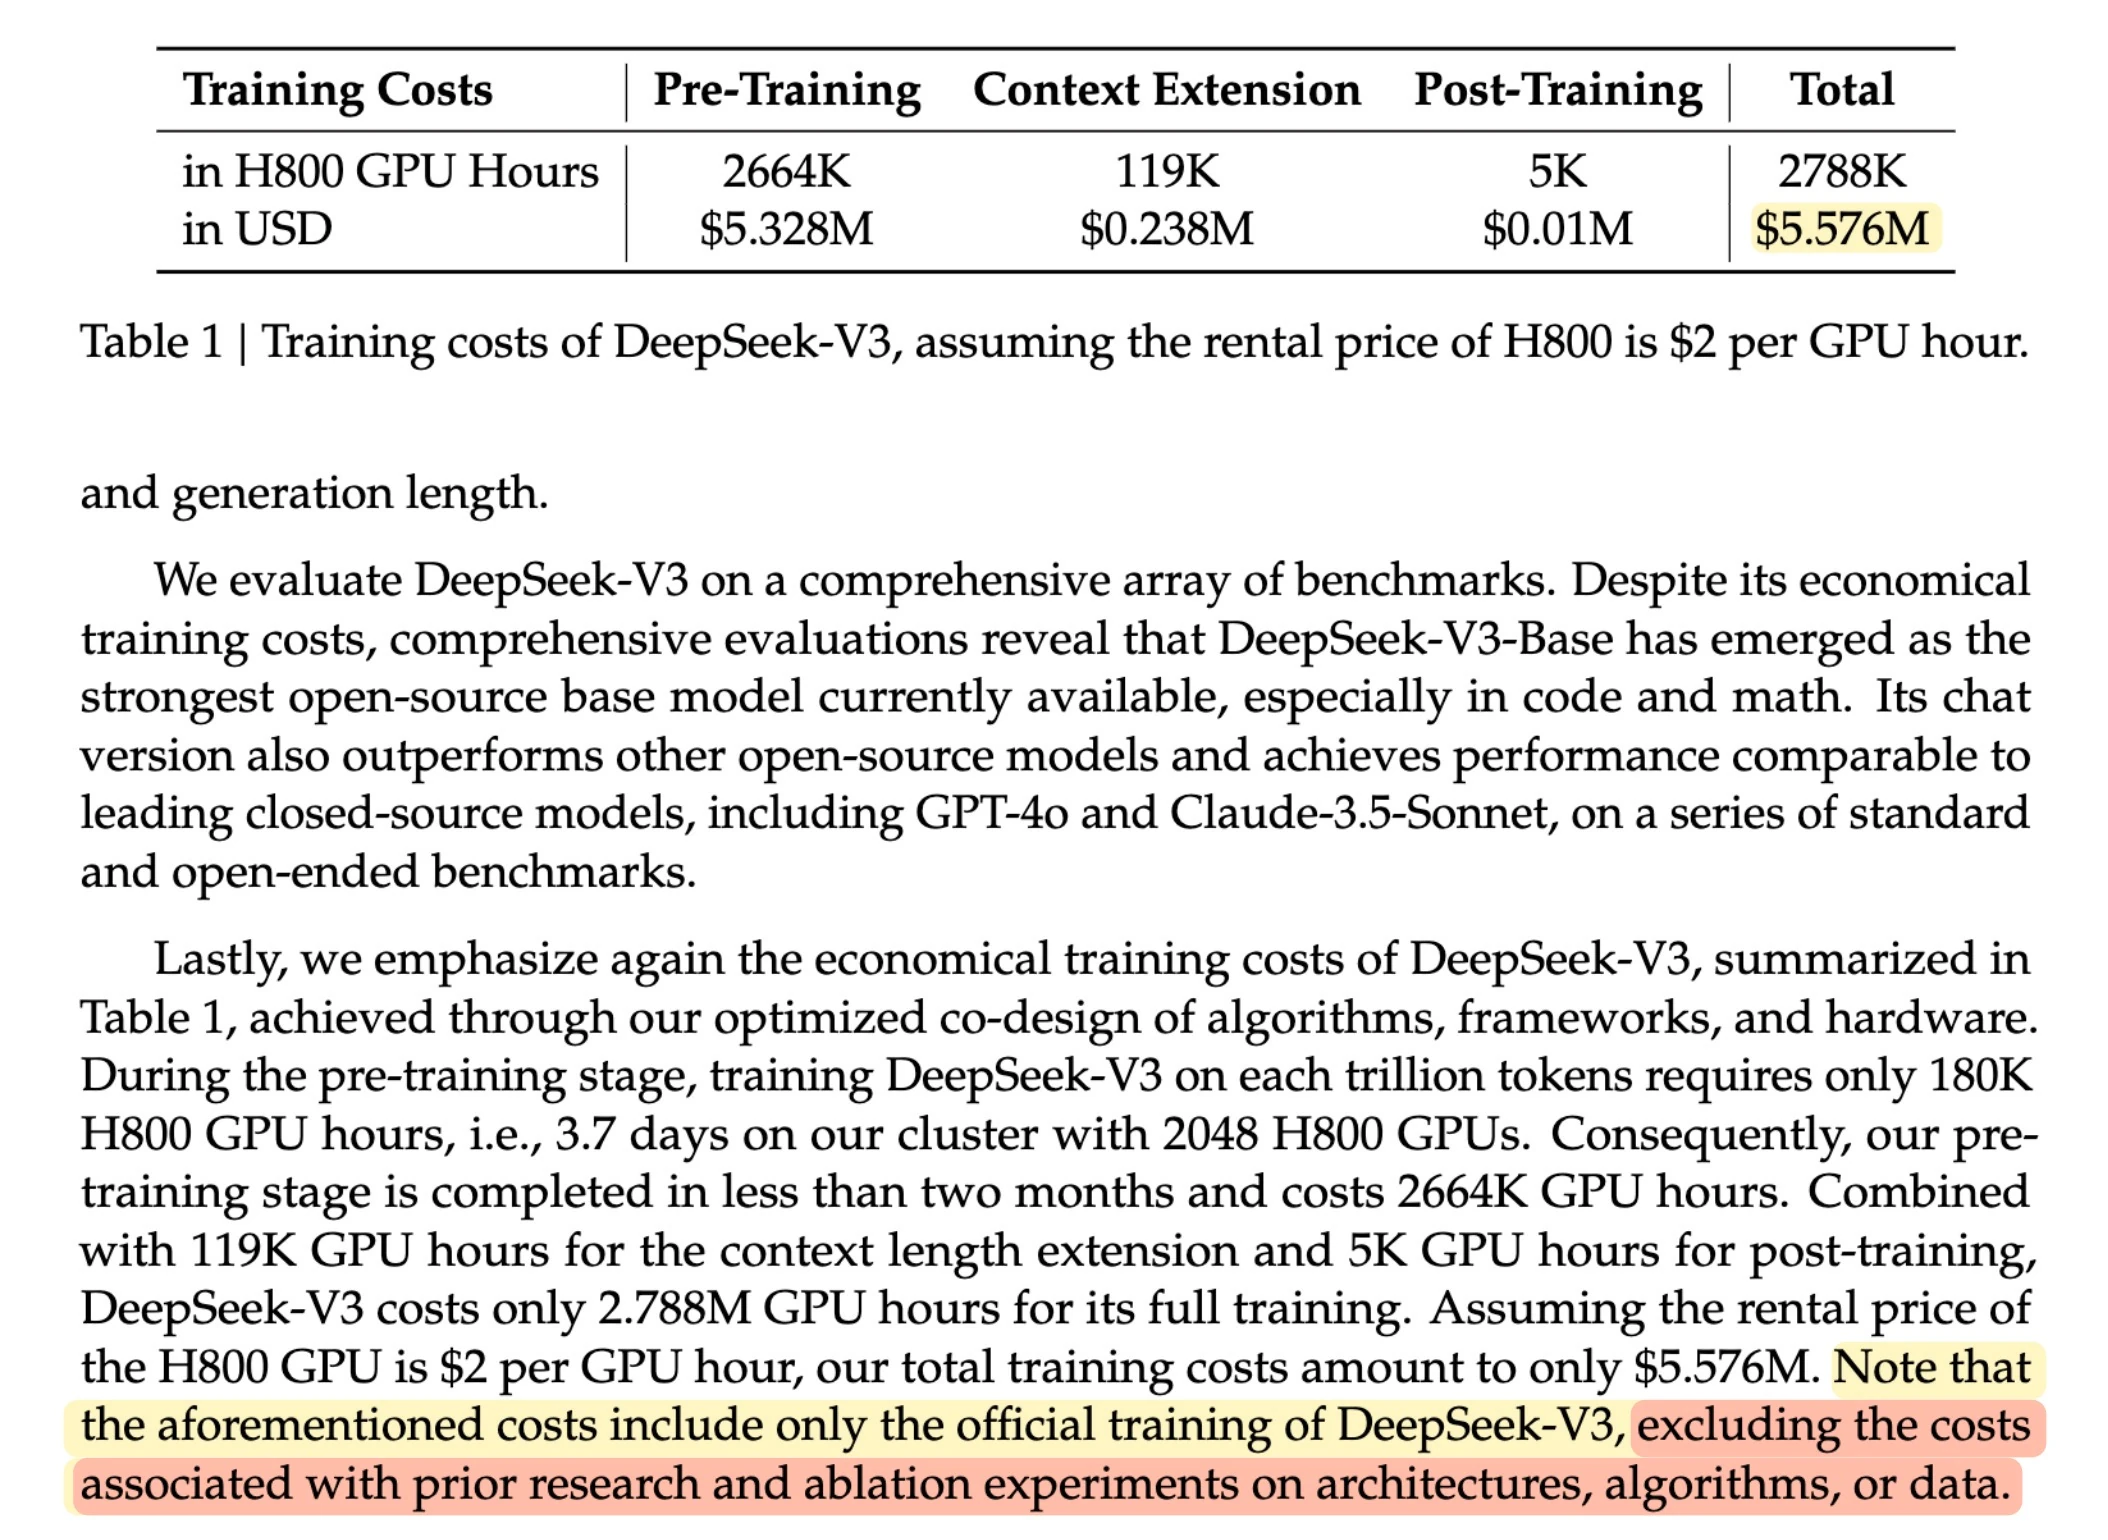 Training Costs Pre-Training Context Extension Post-Training Total
in H800 GPU Hours 2664K 119K 5K 2788K
in USD $5.328M $0.238M $0.01M $5.576M
Table 1 | Training costs of DeepSeek-V3, assuming the rental price of H800 is $2 per GPU hour.
and generation length.
We evaluate DeepSeek-V3 on a comprehensive array of benchmarks. Despite its economical
training costs, comprehensive evaluations reveal that DeepSeek-V3-Base has emerged as the
strongest open-source base model currently available, especially in code and math. Its chat
version also outperforms other open-source models and achieves performance comparable to
leading closed-source models, including GPT-4o and Claude-3.5-Sonnet, on a series of standard
and open-ended benchmarks.
Lastly, we emphasize again the economical training costs of DeepSeek-V3, summarized in
Table 1, achieved through our optimized co-design of algorithms, frameworks, and hardware.
During the pre-training stage, training DeepSeek-V3 on each trillion tokens requires only 180K
H800 GPU hours, i.e., 3.7 days on our cluster with 2048 H800 GPUs. Consequently, our pre-
training stage is completed in less than two months and costs 2664K GPU hours. Combined
with 119K GPU hours for the context length extension and 5K GPU hours for post-training,
DeepSeek-V3 costs only 2.788M GPU hours for its full training. Assuming the rental price of
the H800 GPU is $2 per GPU hour, our total training costs amount to only $5.576M. Note that
the aforementioned costs include only the official training of DeepSeek-V3, excluding the costs
associated with prior research and ablation experiments on architectures, algorithms, or data.